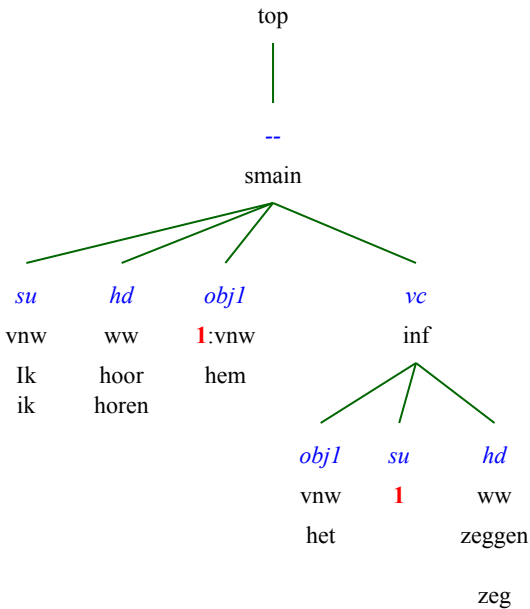 top
--
smain
su hd obj1 vc
vnw ww 1:vnw inf
Ik hoor hem
ik horen
obj1 su hd
vnw 1 ww
het zeggen
zeg